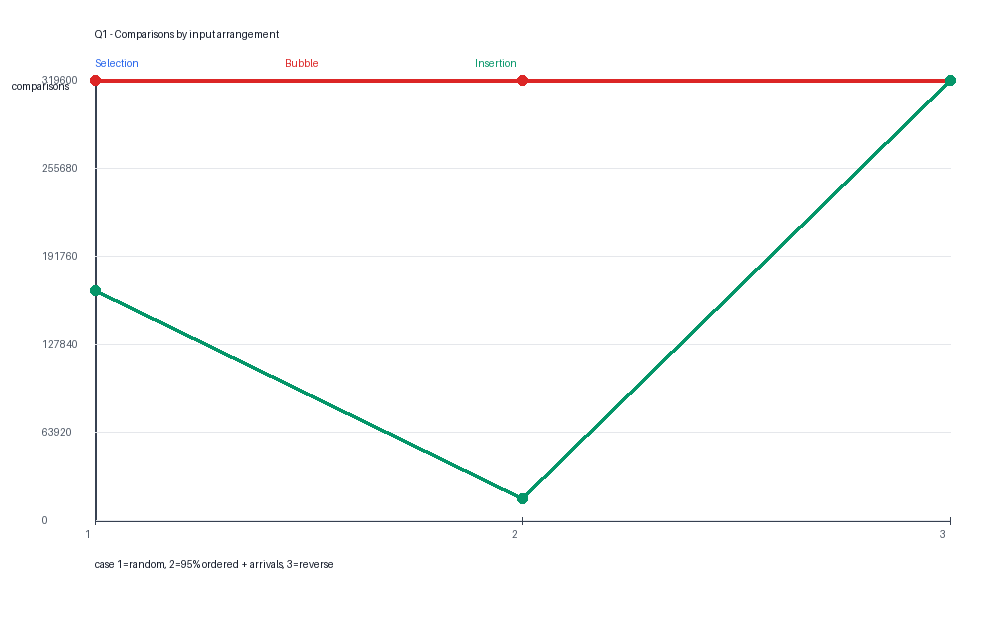 Q1 - Comparisons by input arrangement
Selection Bubble Insertion
319600
comparisons
255680
191760
127840
63920
0
1 2 3
case 1=random, 2=95% ordered + arrivals, 3=reverse